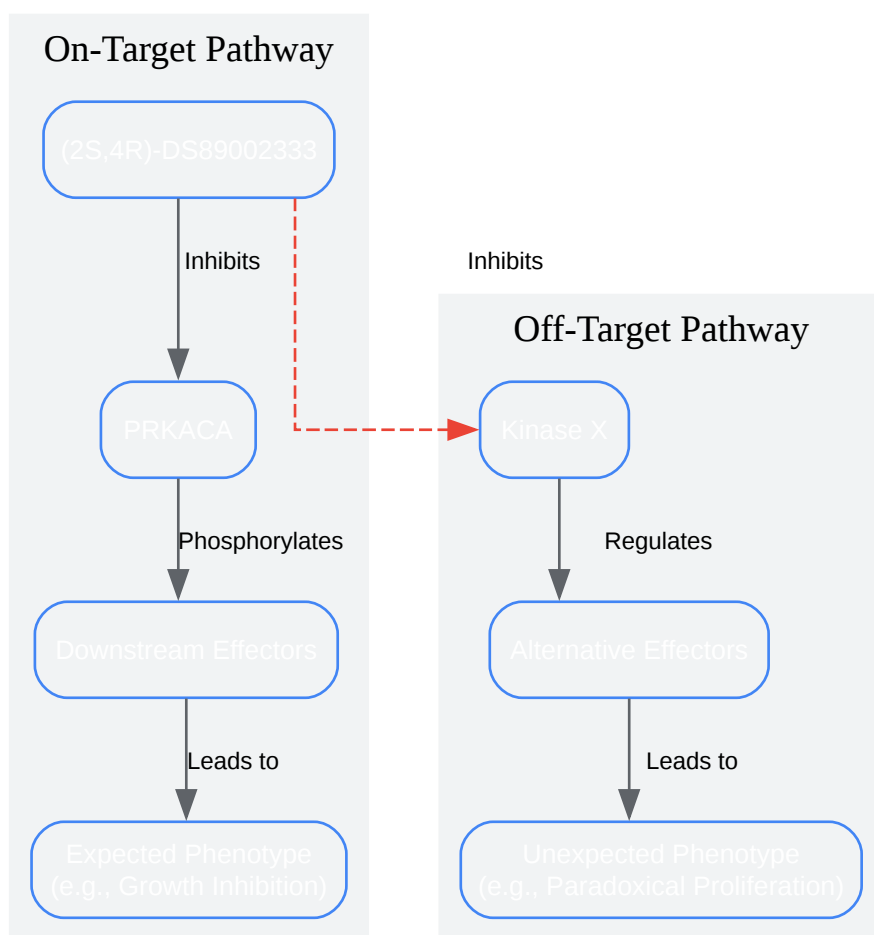 On-Target Pathway
(2S,4R)-DS89002333
Inhibits
PRKACA
Phosphorylates
Downstream Effectors
Leads to
Expected Phenotype
(e.g., Growth Inhibition)
Inhibits
Off-Target Pathway
Kinase X
Regulates
Alternative Effectors
Leads to
Unexpected Phenotype
(e.g., Paradoxical Proliferation)